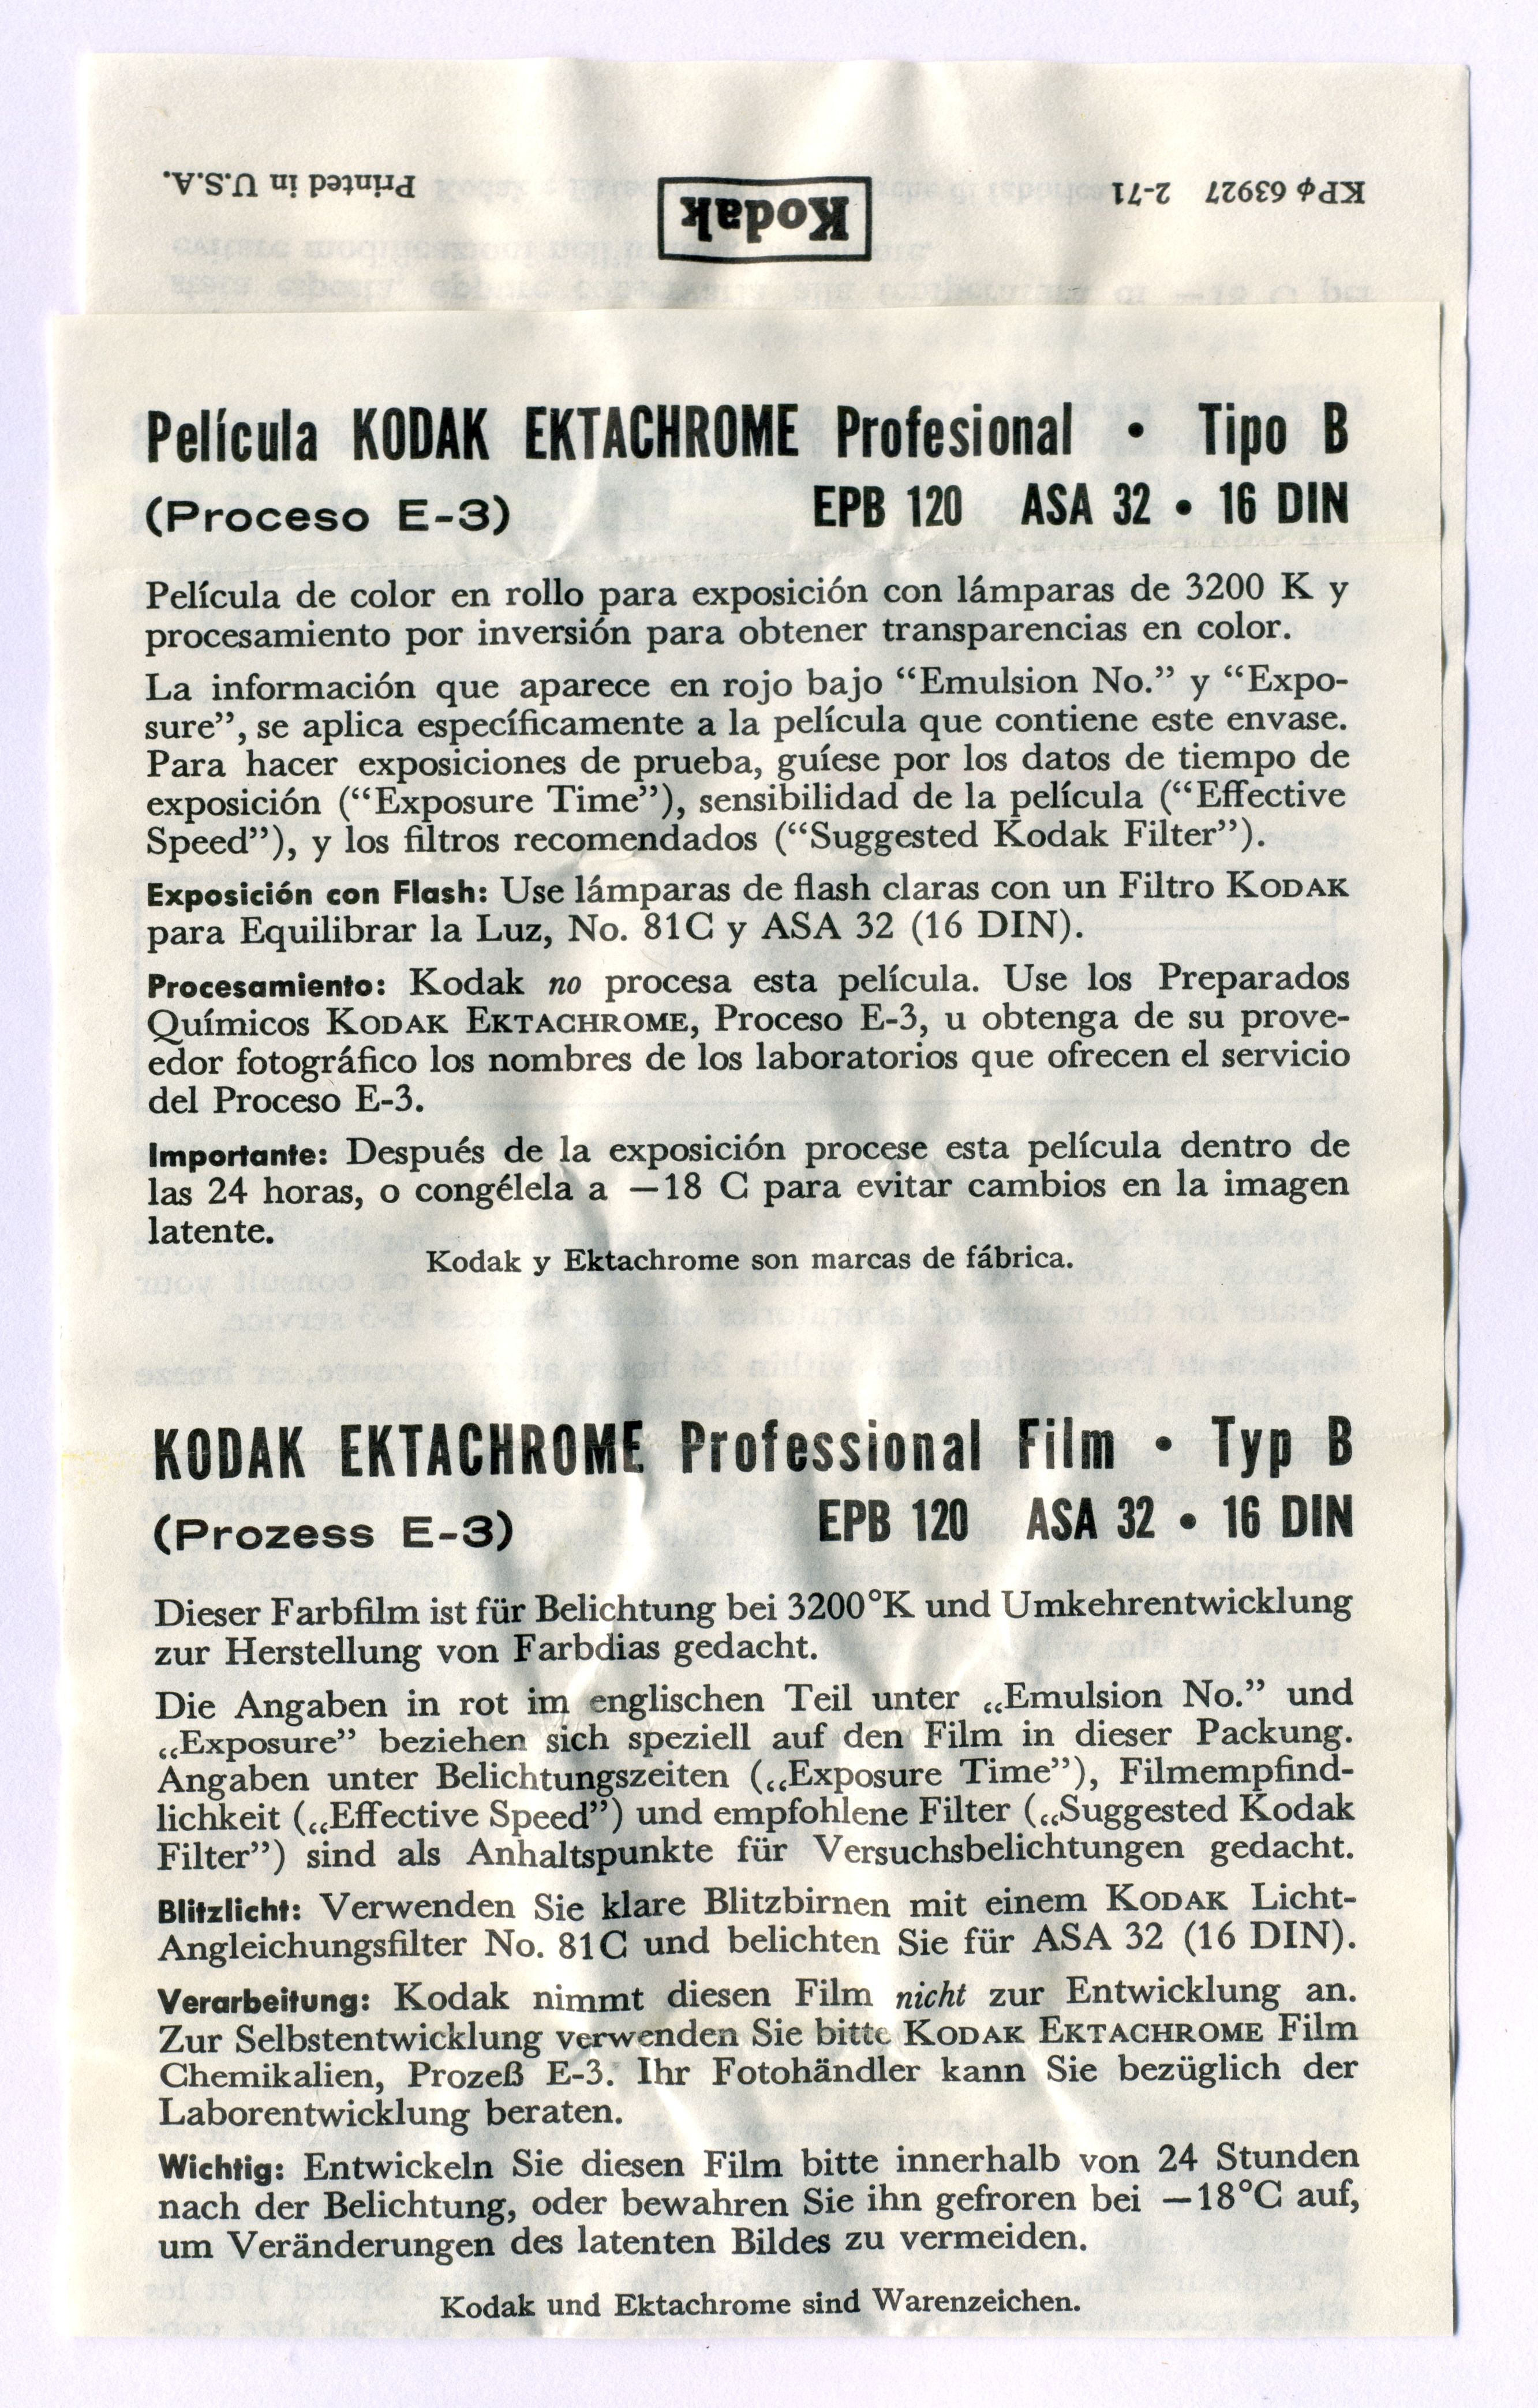 Printed in U.S.A.
Kodak
KPφ 63927 2-71
Película KODAK EKTACHROME Profesional • Tipo B
(Proceso E-3) EPB 120 ASA 32 • 16 DIN
Película de color en rollo para exposición con lámparas de 3200 K y
procesamiento por inversión para obtener transparencias en color.
La información que aparece en rojo bajo “Emulsion No.” y “Expo-
sure”, se aplica específicamente a la película que contiene este envase.
Para hacer exposiciones de prueba, guíese por los datos de tiempo de
exposición (“Exposure Time”), sensibilidad de la película (“Effective
Speed”), y los filtros recomendados (“Suggested Kodak Filter”).
Exposición con Flash: Use lámparas de flash claras con un Filtro KODAK
para Equilibrar la Luz, No. 81C y ASA 32 (16 DIN).
Procesamiento: Kodak no procesa esta película. Use los Preparados
Químicos KODAK EKTACHROME, Proceso E-3, u obtenga de su prove-
edor fotográfico los nombres de los laboratorios que ofrecen el servicio
del Proceso E-3.
Importante: Después de la exposición procese esta película dentro de
las 24 horas, o congélela a −18 C para evitar cambios en la imagen
latente.
Kodak y Ektachrome son marcas de fábrica.
KODAK EKTACHROME Professional Film • Typ B
(Prozess E-3) EPB 120 ASA 32 • 16 DIN
Dieser Farbfilm ist für Belichtung bei 3200°K und Umkehrentwicklung
zur Herstellung von Farbdias gedacht.
Die Angaben in rot im englischen Teil unter „Emulsion No.” und
„Exposure” beziehen sich speziell auf den Film in dieser Packung.
Angaben unter Belichtungszeiten („Exposure Time”), Filmempfind-
lichkeit („Effective Speed”) und empfohlene Filter („Suggested Kodak
Filter”) sind als Anhaltspunkte für Versuchsbelichtungen gedacht.
Blitzlicht: Verwenden Sie klare Blitzbirnen mit einem KODAK Licht-
Angleichungsfilter No. 81C und belichten Sie für ASA 32 (16 DIN).
Verarbeitung: Kodak nimmt diesen Film nicht zur Entwicklung an.
Zur Selbstentwicklung verwenden Sie bitte KODAK EKTACHROME Film
Chemikalien, Prozeß E-3. Ihr Fotohändler kann Sie bezüglich der
Laborentwicklung beraten.
Wichtig: Entwickeln Sie diesen Film bitte innerhalb von 24 Stunden
nach der Belichtung, oder bewahren Sie ihn gefroren bei −18°C auf,
um Veränderungen des latenten Bildes zu vermeiden.
Kodak und Ektachrome sind Warenzeichen.